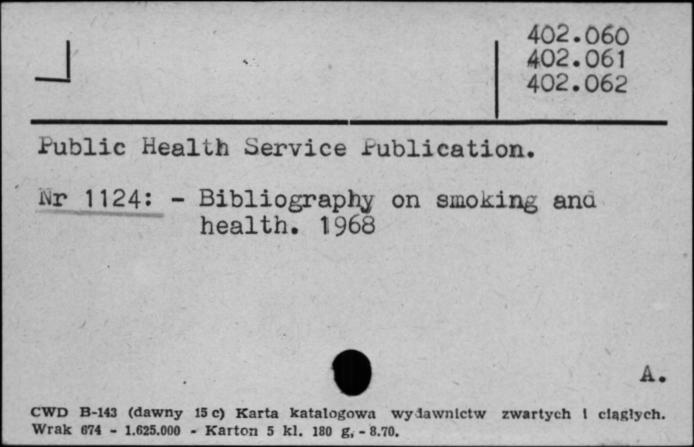 402.060
402.061
402.062
Public Health Service Publication.
Nr 1124: - Bibliography on smoking and
health. 1968
A.
CWD B-143 (dawny 15 c) Karta katalogowa wydawnictw zwartych i ciągłych.
Wrak 674 - 1.625.000 - Karton 5 kl. 180 g, - 8.70.